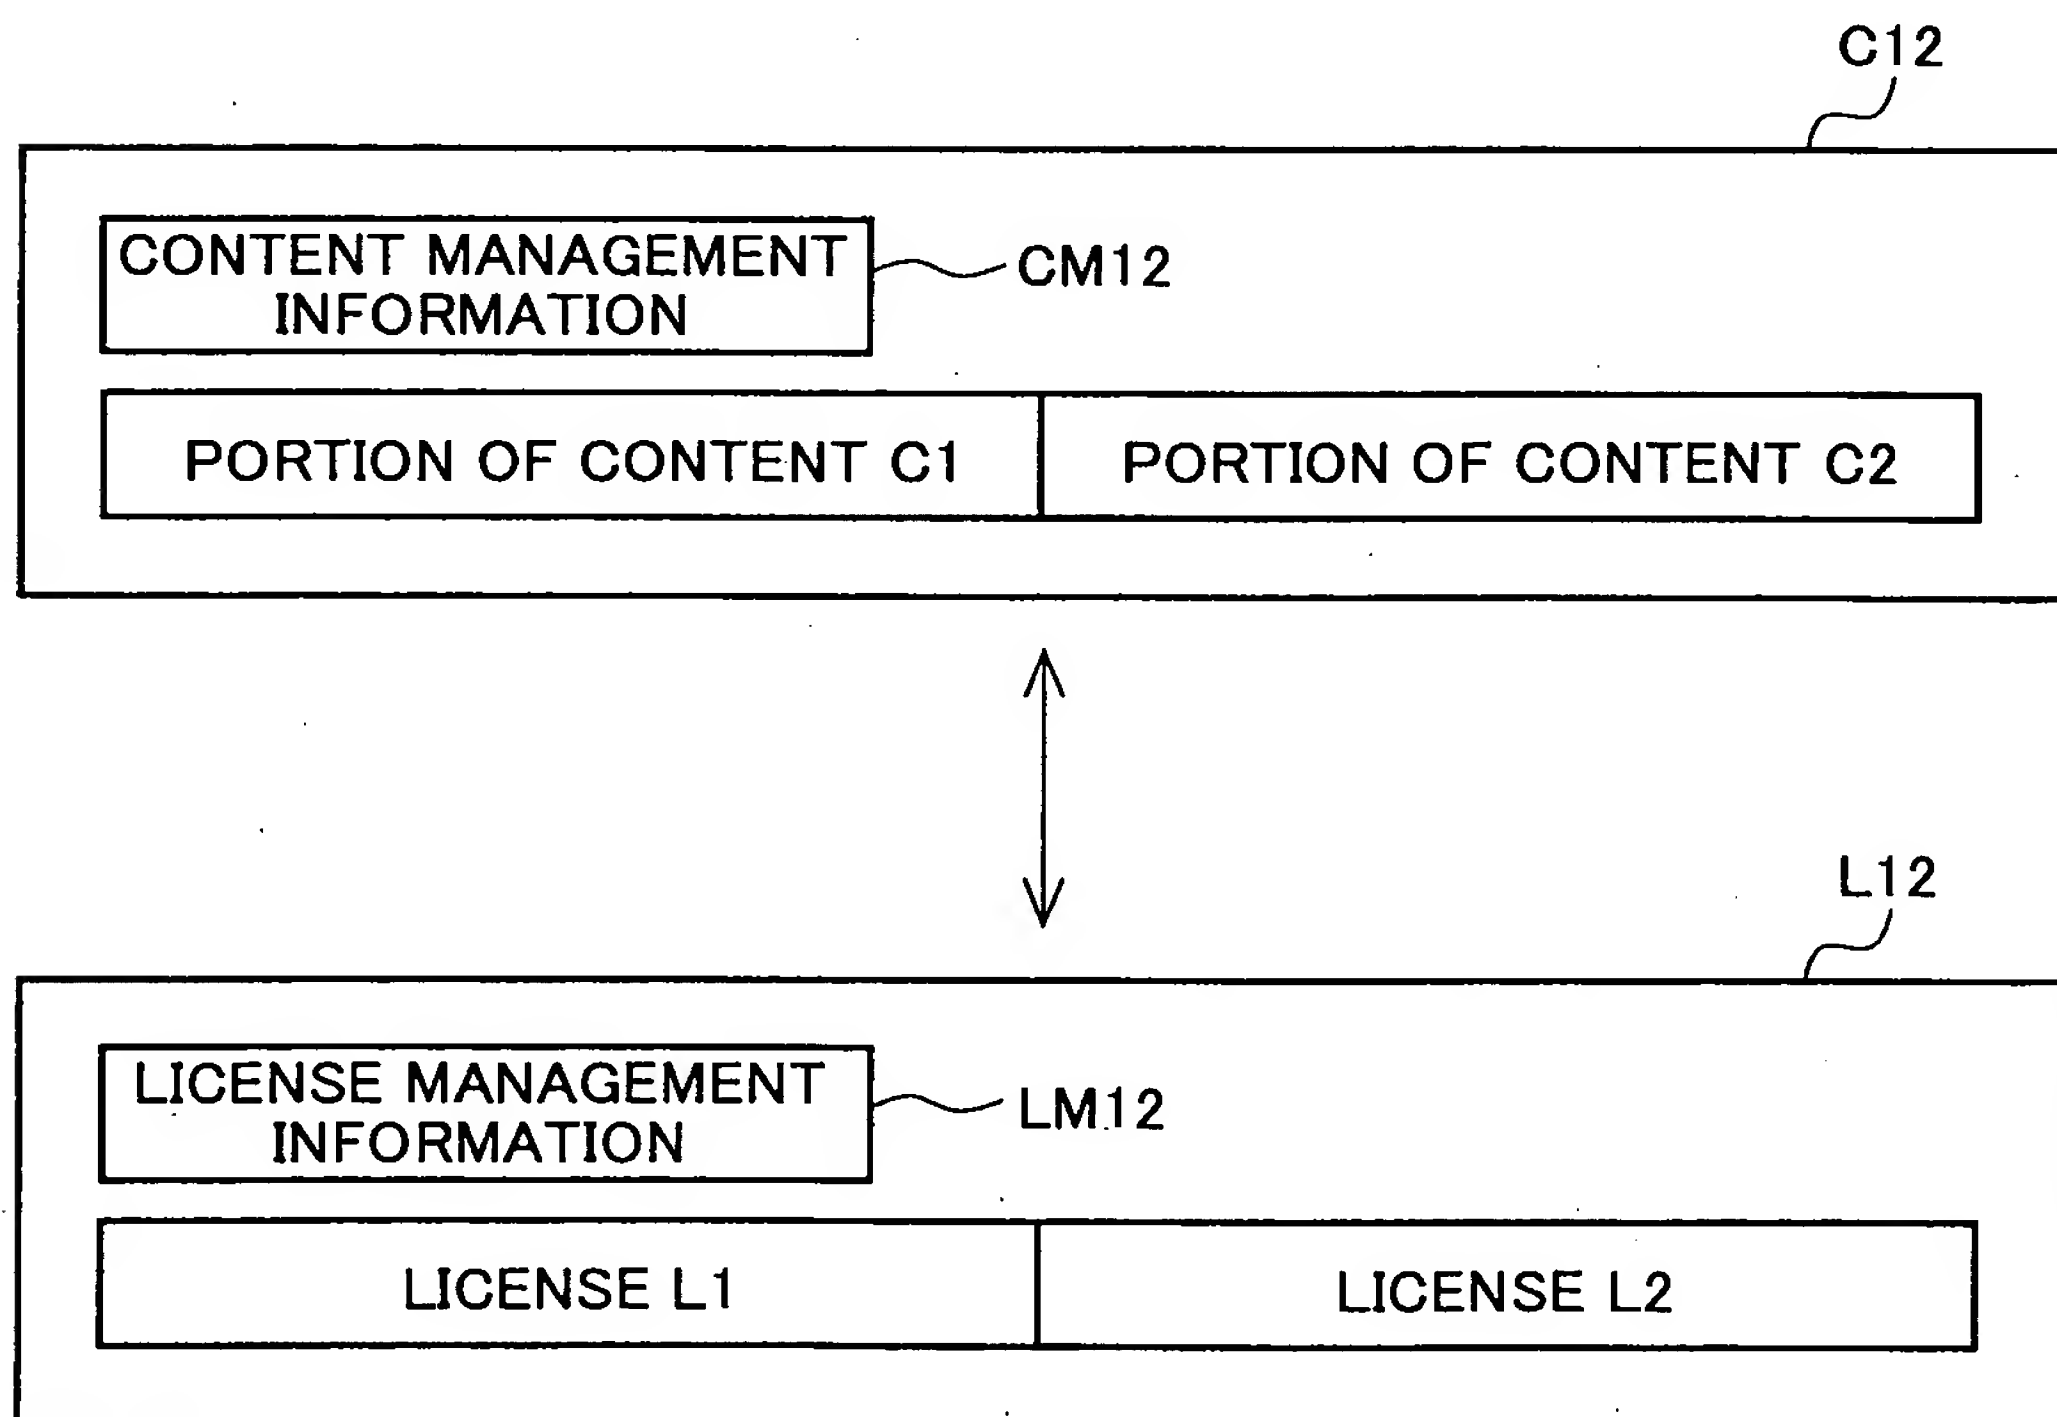 C12
CONTENT MANAGEMENT
INFORMATION
CM12
PORTION OF CONTENT C1
PORTION OF CONTENT C2
L12
LICENSE MANAGEMENT
INFORMATION
LM12
LICENSE L1
LICENSE L2